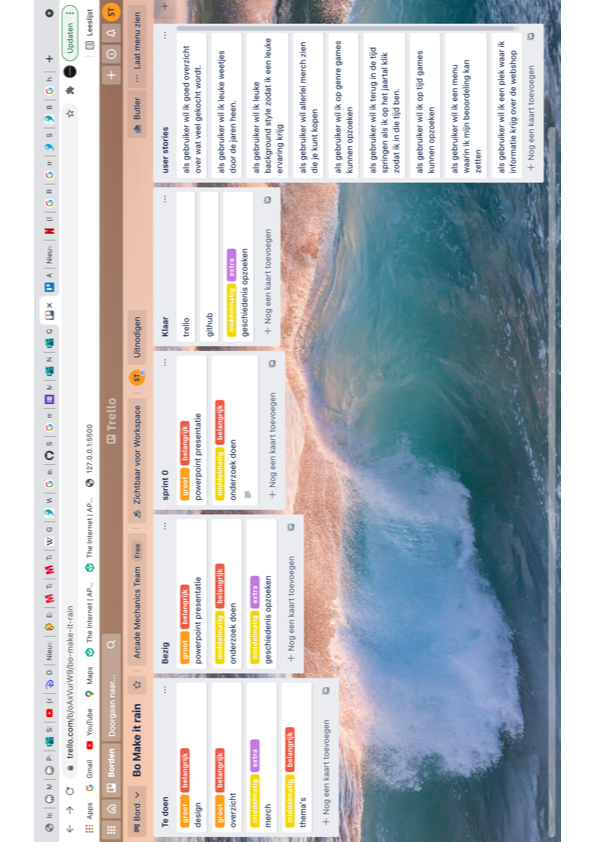 Updaten
trello.com/b/oAxVurW9/bo-make-it-rain
Apps
Gmail
YouTube
Maps
The Internet | AP...
The Internet | AP...
127.0.0.1:5500
Leeslijst
Borden
Doorgaan naar...
Trello
ST
Bord
Bo Make it rain
Arcade Mechanics Team
Free
Zichtbaar voor Workspace
ST
Uitnodigen
Butler
... Laat menu zien
Te doen
...
groot belangrijk
design
groot belangrijk
overzicht
middelmatig extra
merch
middelmatig belangrijk
thema's
+ Nog een kaart toevoegen
Bezig
...
groot belangrijk
powerpoint presentatie
middelmatig belangrijk
onderzoek doen
middelmatig extra
geschiedenis opzoeken
+ Nog een kaart toevoegen
sprint 0
...
groot belangrijk
powerpoint presentatie
middelmatig belangrijk
onderzoek doen
+ Nog een kaart toevoegen
Klaar
...
trello
github
middelmatig extra
geschiedenis opzoeken
+ Nog een kaart toevoegen
user stories
...
als gebruiker wil ik goed overzicht
over wat veel gekocht wordt.
als gebruiker wil ik leuke weetjes
door de jaren heen.
als gebruiker wil ik leuke
background style zodat ik een leuke
ervaring krijg
als gebruiker wil allerlei merch zien
die je kunt kopen
als gebruiker wil ik op genre games
kunnen opzoeken
als gebruiker wil ik terug in de tijd
springen als ik op het jaartal klik
zodat ik in die tijd ben.
als gebruiker wil ik op tijd games
kunnen opzoeken
als gebruiker wil ik een menu
waarin ik mijn beoordeling kan
zetten
als gebruiker wil ik een plek waar ik
informatie krijg over de webshop
+ Nog een kaart toevoegen